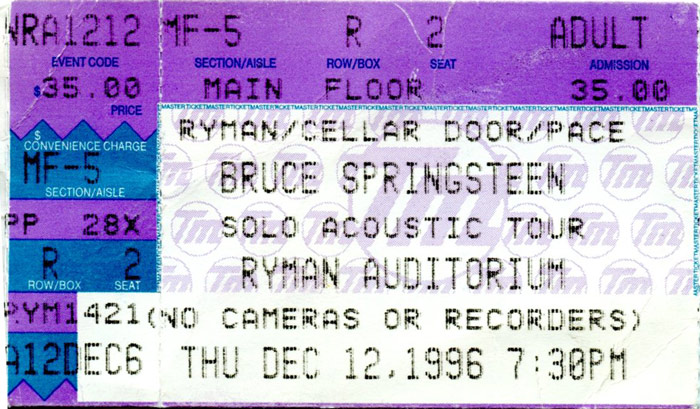 WRA1212 MF-5 R 2 ADULT
EVENT CODE SECTION/AISLE ROW/BOX SEAT ADMISSION
$35.00 MAIN FLOOR 35.00
PRICE
$
CONVENIENCE CHARGE
MF-5
SECTION/AISLE
PP 28X
R 2
ROW/BOX SEAT
RYM1421
A12DEC6
RYMAN/CELLAR DOOR/PACE
BRUCE SPRINGSTEEN
SOLO ACOUSTIC TOUR
RYMAN AUDITORIUM
(NO CAMERAS OR RECORDERS)
THU DEC 12,1996 7:30PM